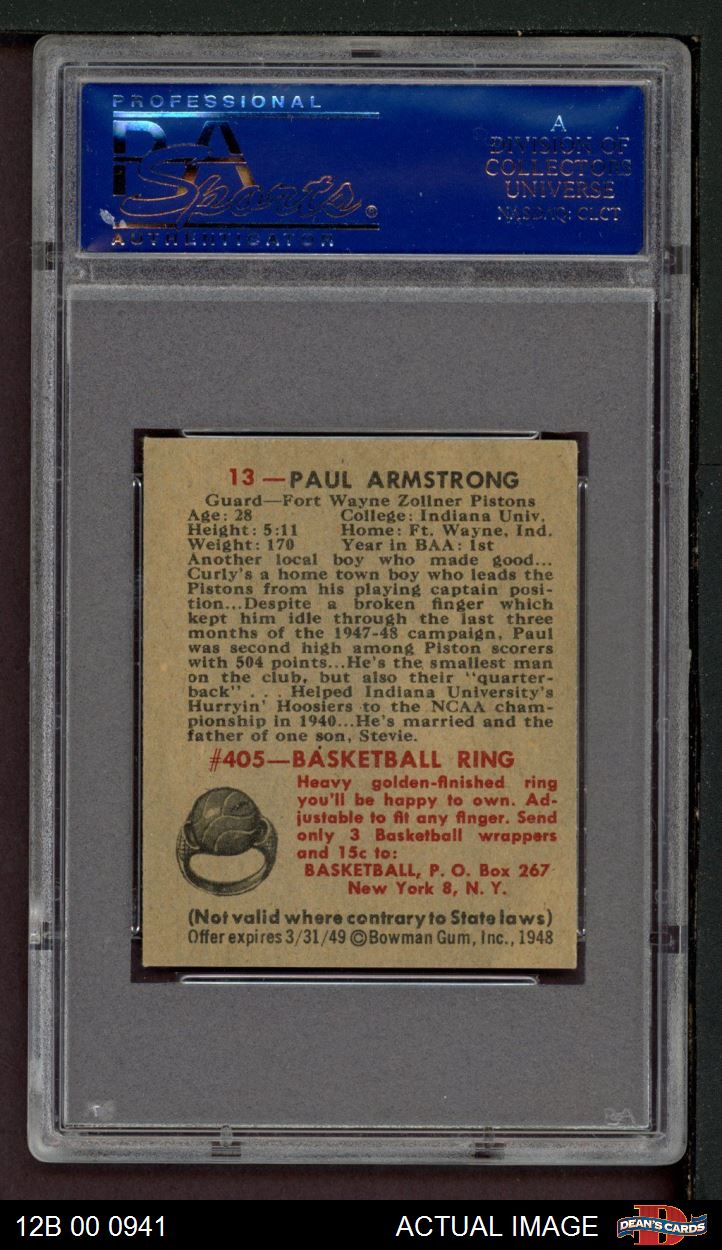 PROFESSIONAL
PSA
Sports®
AUTHENTICATOR
A
DIVISION OF
COLLECTORS
UNIVERSE
NASDAQ: CLCT
13—PAUL ARMSTRONG
Guard—Fort Wayne Zollner Pistons
Age: 28 College: Indiana Univ.
Height: 5:11 Home: Ft. Wayne, Ind.
Weight: 170 Year in BAA: 1st
Another local boy who made good...
Curly's a home town boy who leads the
Pistons from his playing captain posi-
tion...Despite a broken finger which
kept him idle through the last three
months of the 1947-48 campaign, Paul
was second high among Piston scorers
with 504 points...He's the smallest man
on the club, but also their "quarter-
back" . . . Helped Indiana University's
Hurryin' Hoosiers to the NCAA cham-
pionship in 1940...He's married and the
father of one son, Stevie.
#405—BASKETBALL RING
Heavy golden-finished ring
you'll be happy to own. Ad-
justable to fit any finger. Send
only 3 Basketball wrappers
and 15c to:
BASKETBALL, P. O. Box 267
New York 8, N. Y.
(Not valid where contrary to State laws)
Offer expires 3/31/49 ©Bowman Gum, Inc., 1948
PSA
12B 00 0941
ACTUAL IMAGE
DEAN'S CARDS